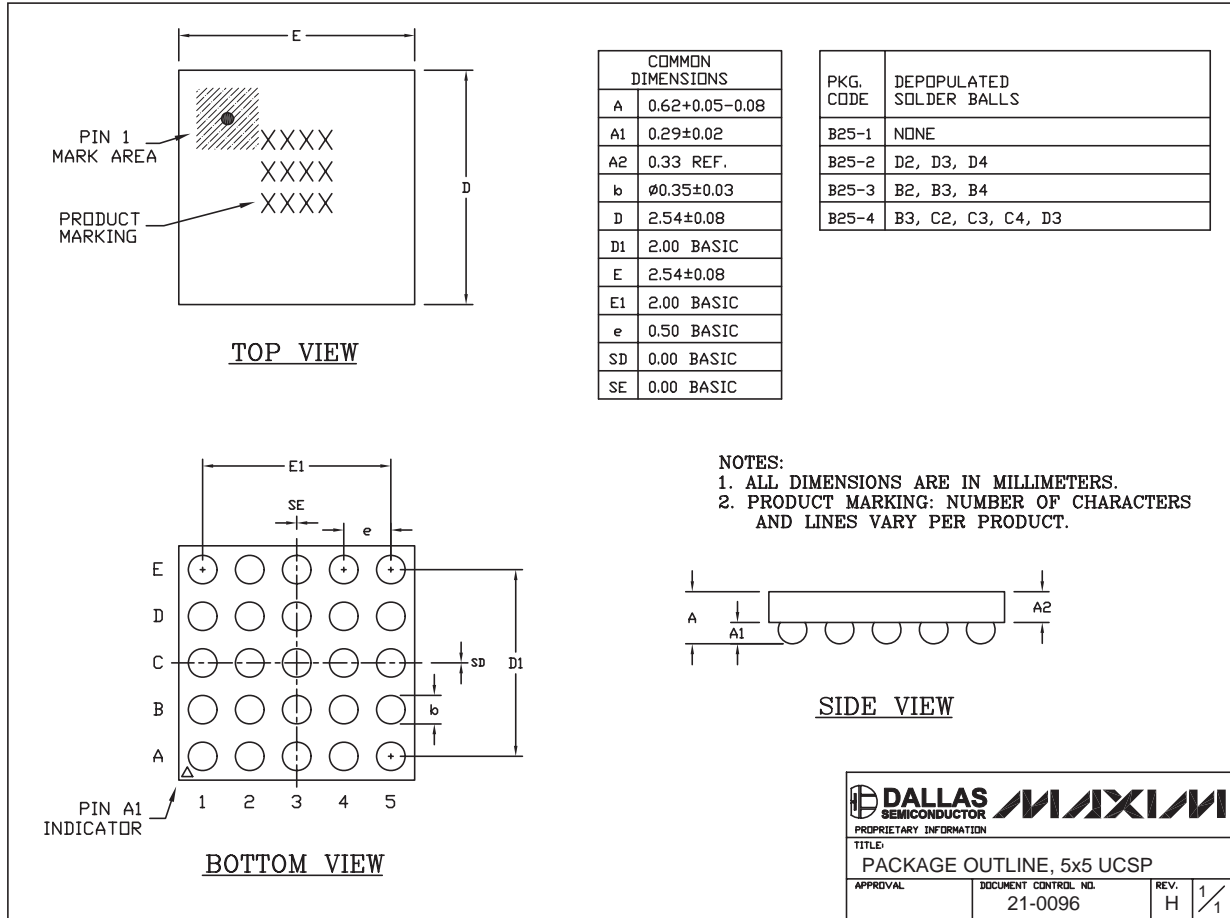 E
PIN 1
MARK AREA
XXXX
XXXX
XXXX
D
PRODUCT
MARKING
TOP VIEW
COMMON
DIMENSIONS
A 0.62+0.05-0.08
A1 0.29±0.02
A2 0.33 REF.
b ø0.35±0.03
D 2.54±0.08
D1 2.00 BASIC
E 2.54±0.08
E1 2.00 BASIC
e 0.50 BASIC
SD 0.00 BASIC
SE 0.00 BASIC
PKG. CODE DEPOPULATED SOLDER BALLS
B25-1 NONE
B25-2 D2, D3, D4
B25-3 B2, B3, B4
B25-4 B3, C2, C3, C4, D3
NOTES:
1. ALL DIMENSIONS ARE IN MILLIMETERS.
2. PRODUCT MARKING: NUMBER OF CHARACTERS
AND LINES VARY PER PRODUCT.
E1
SE
e
E
D
C
B
A
SD
D1
b
1 2 3 4 5
PIN A1
INDICATOR
BOTTOM VIEW
A
A1
A2
SIDE VIEW
DALLAS
SEMICONDUCTOR
MAXIM
PROPRIETARY INFORMATION
TITLE:
PACKAGE OUTLINE, 5x5 UCSP
APPROVAL
DOCUMENT CONTROL NO.
21-0096
REV.
H
1/1